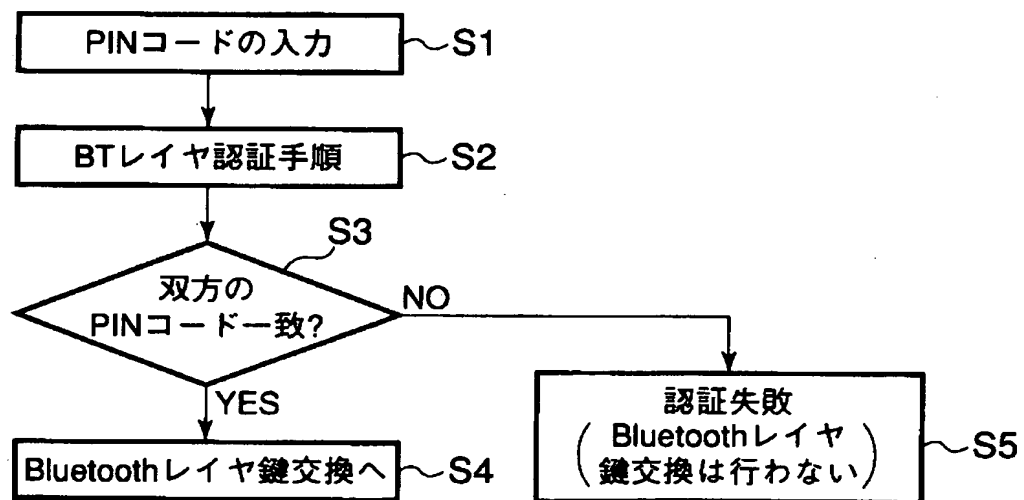 PINコードの入力
S1
BTレイヤ認証手順
S2
S3
双方の
PINコード一致?
NO
YES
認証失敗
(Bluetoothレイヤ
鍵交換は行わない)
S5
Bluetoothレイヤ鍵交換へ
S4